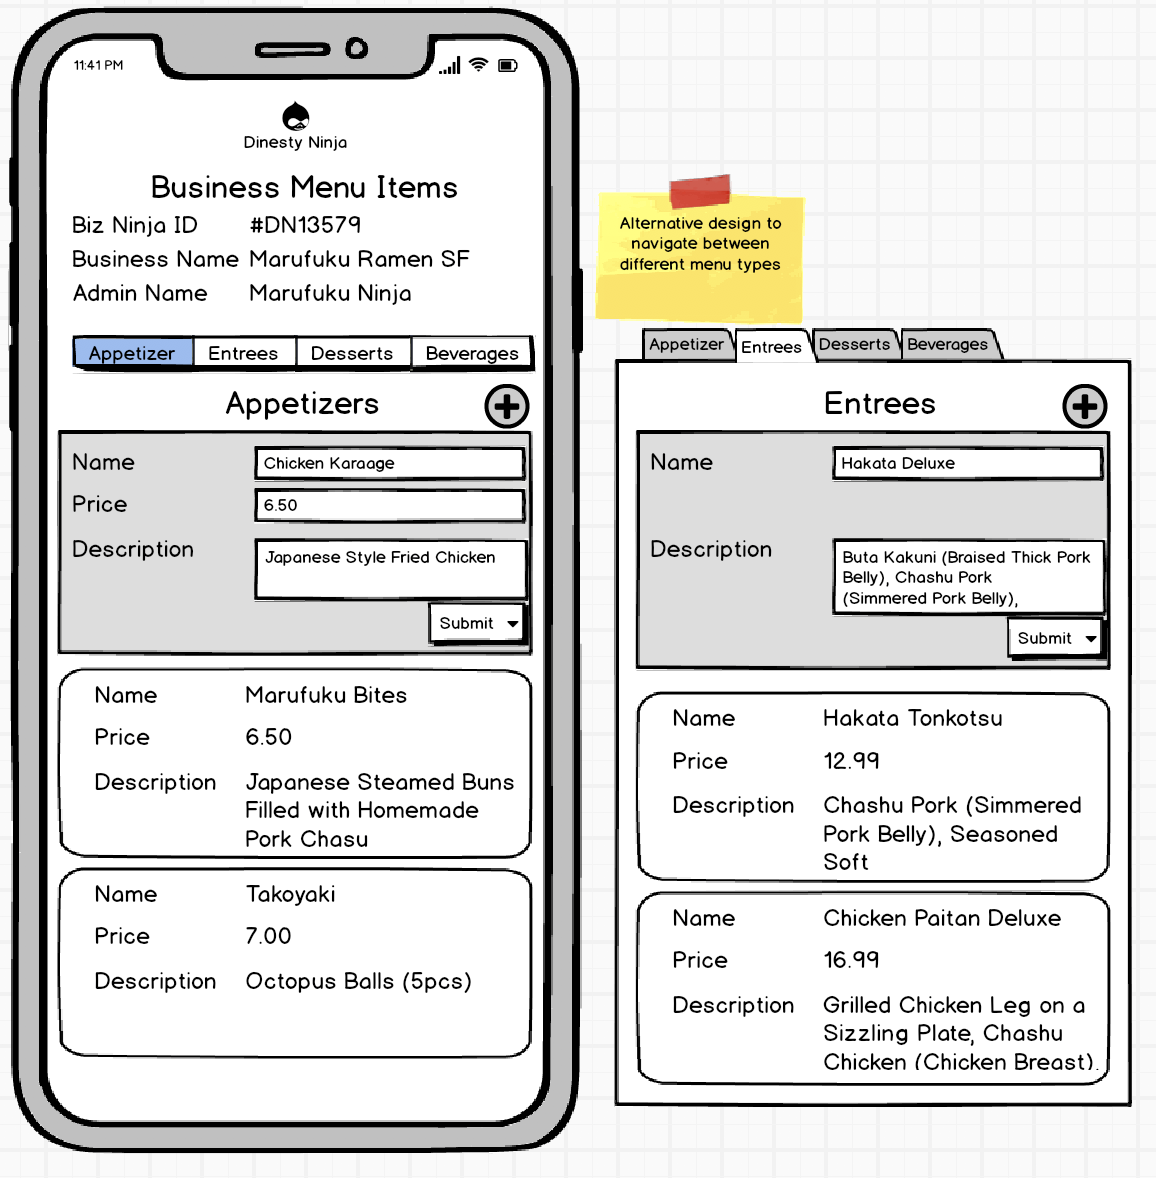 11:41 PM
Dinesty Ninja
Business Menu Items
Biz Ninja ID #DN13579
Business Name Marufuku Ramen SF
Admin Name Marufuku Ninja
Appetizer Entrees Desserts Beverages
Appetizers
Name Chicken Karaage
Price 6.50
Description Japanese Style Fried Chicken
Submit
Name Marufuku Bites
Price 6.50
Description Japanese Steamed Buns
Filled with Homemade
Pork Chasu
Name Takoyaki
Price 7.00
Description Octopus Balls (5pcs)
Alternative design to
navigate between
different menu types
Appetizer Entrees Desserts Beverages
Entrees
Name Hakata Deluxe
Description Buta Kakuni (Braised Thick Pork
Belly), Chashu Pork
(Simmered Pork Belly),
Submit
Name Hakata Tonkotsu
Price 12.99
Description Chashu Pork (Simmered
Pork Belly), Seasoned
Soft
Name Chicken Paitan Deluxe
Price 16.99
Description Grilled Chicken Leg on a
Sizzling Plate, Chashu
Chicken (Chicken Breast),